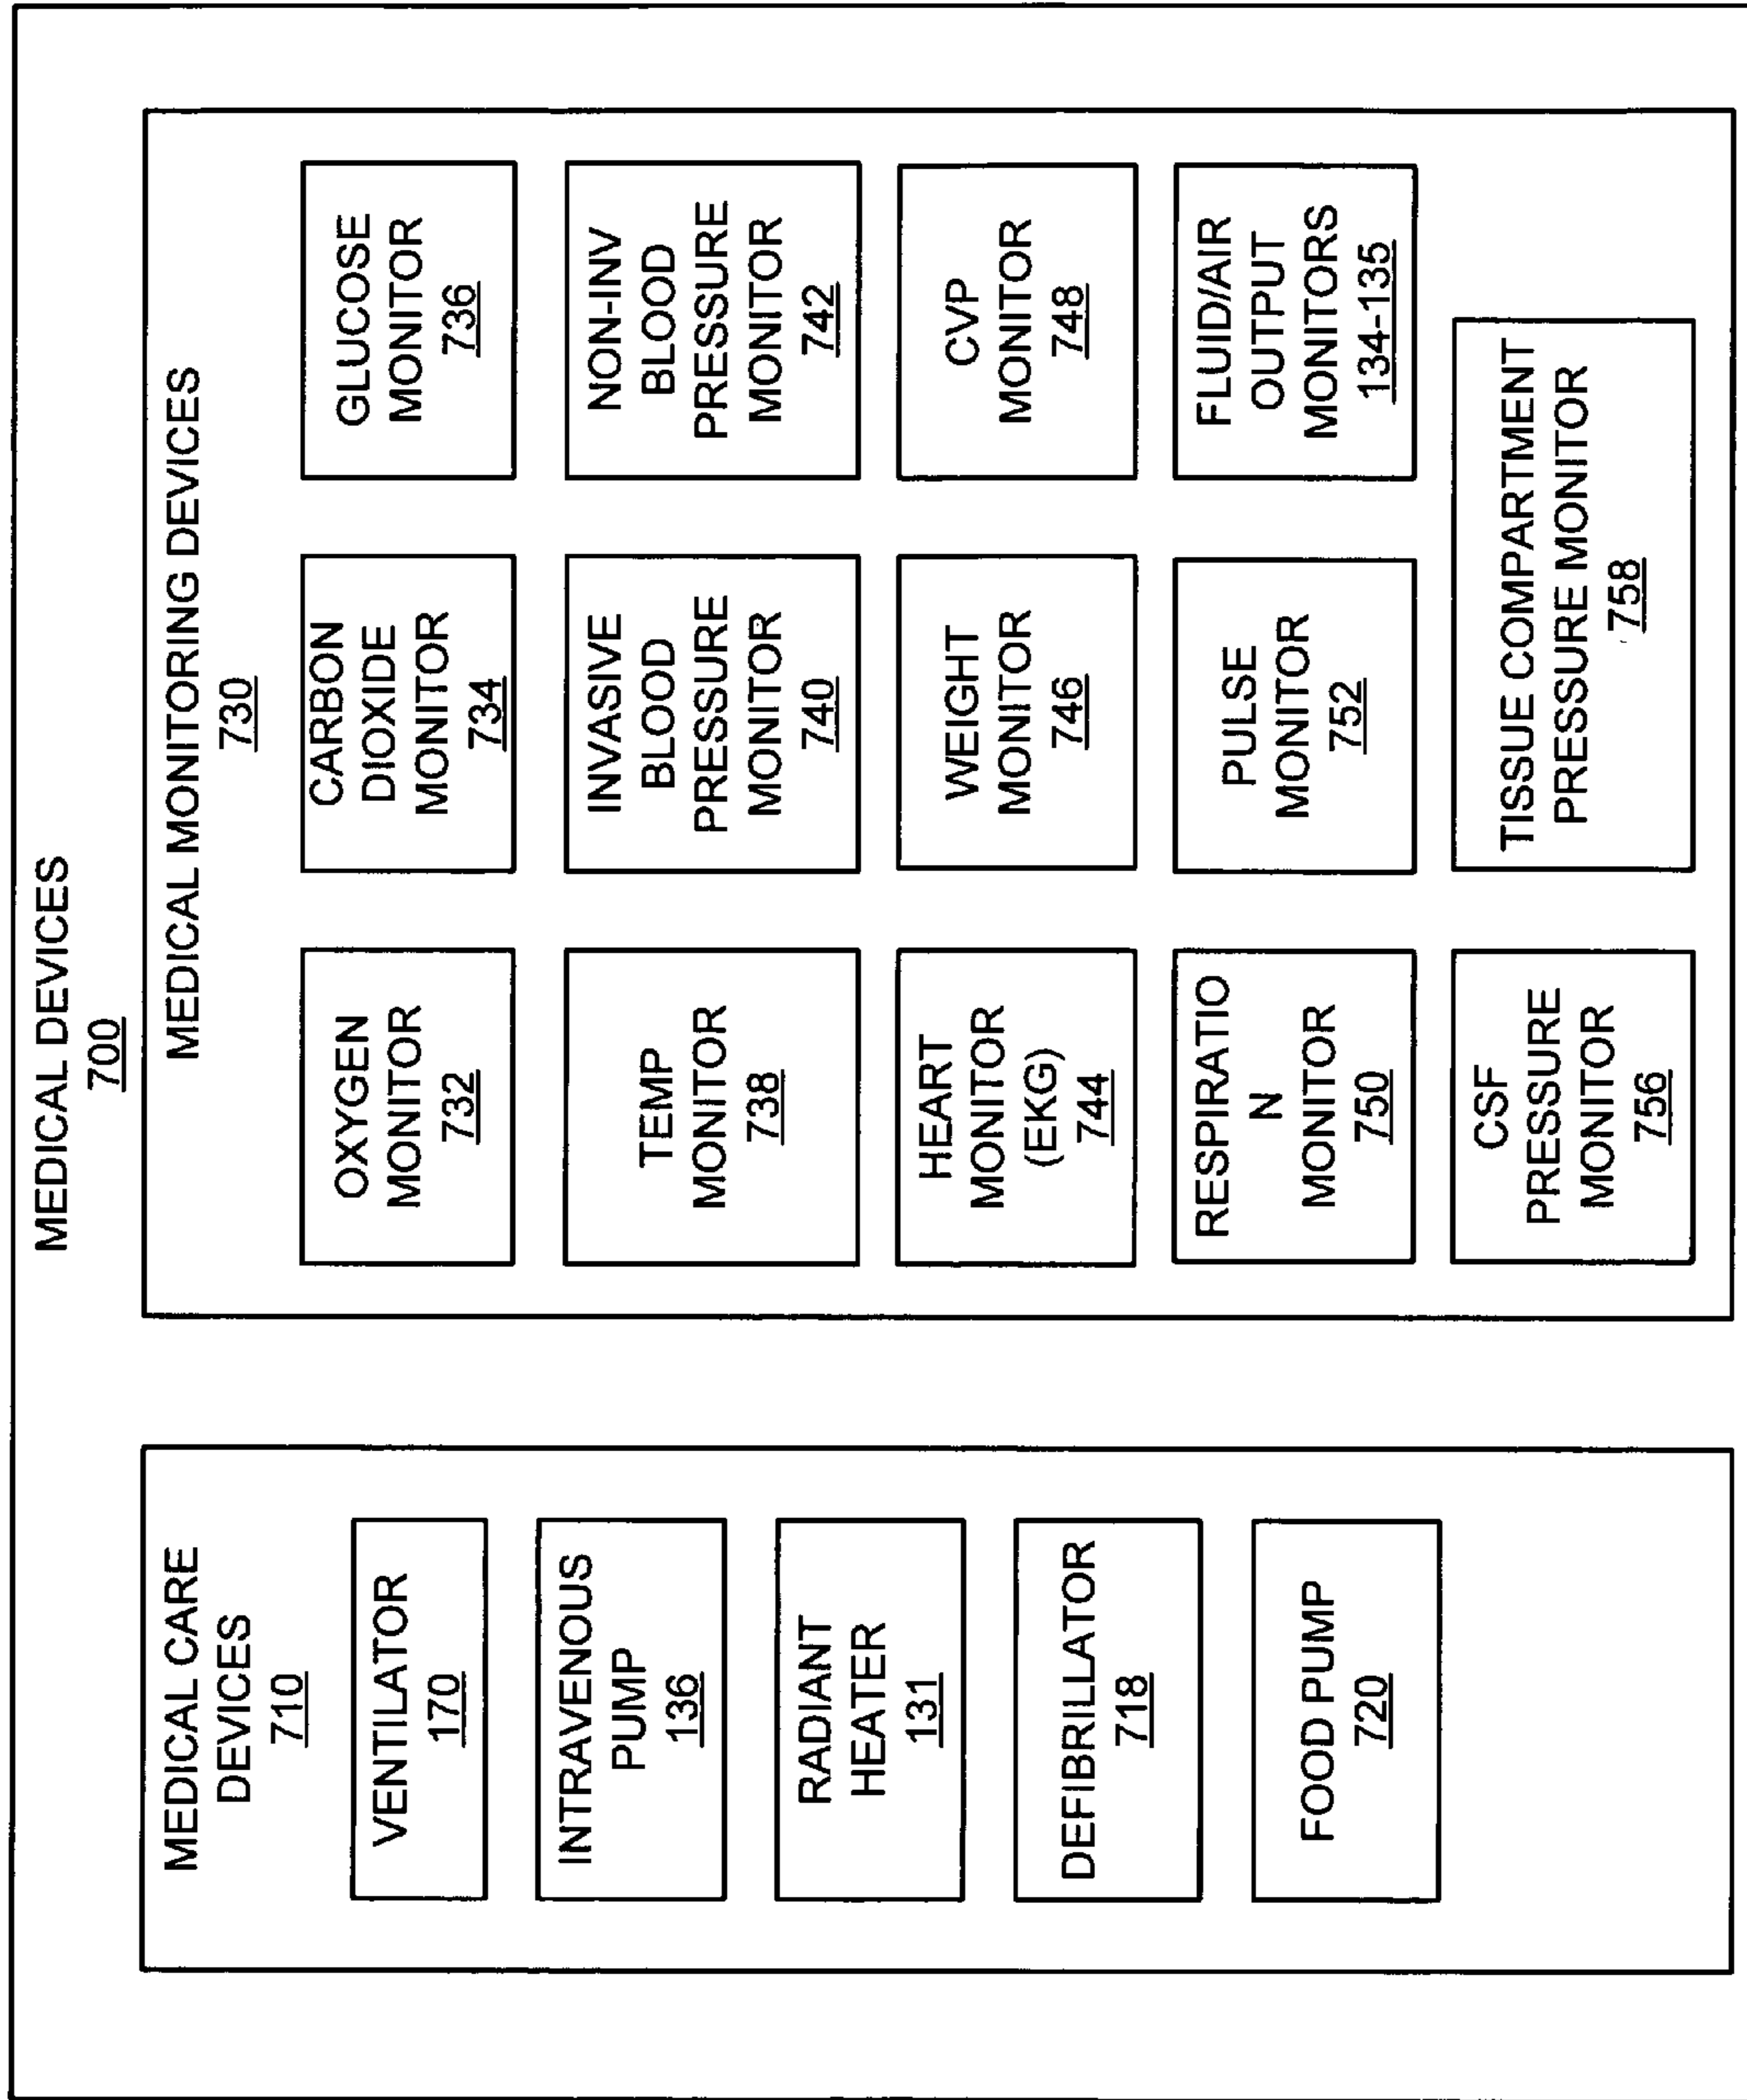 MEDICAL DEVICES
700
MEDICAL CARE
DEVICES
710
VENTILATOR
170
INTRAVENOUS
PUMP
136
RADIANT
HEATER
131
DEFIBRILLATOR
718
FOOD PUMP
720
MEDICAL MONITORING DEVICES
730
OXYGEN
MONITOR
732
CARBON
DIOXIDE
MONITOR
734
GLUCOSE
MONITOR
736
TEMP
MONITOR
738
INVASIVE
BLOOD
PRESSURE
MONITOR
740
NON-INV
BLOOD
PRESSURE
MONITOR
742
HEART
MONITOR
(EKG)
744
WEIGHT
MONITOR
746
CVP
MONITOR
748
RESPIRATIO
N
MONITOR
750
PULSE
MONITOR
752
FLUID/AIR
OUTPUT
MONITORS
134-135
CSF
PRESSURE
MONITOR
756
TISSUE COMPARTMENT
PRESSURE MONITOR
758